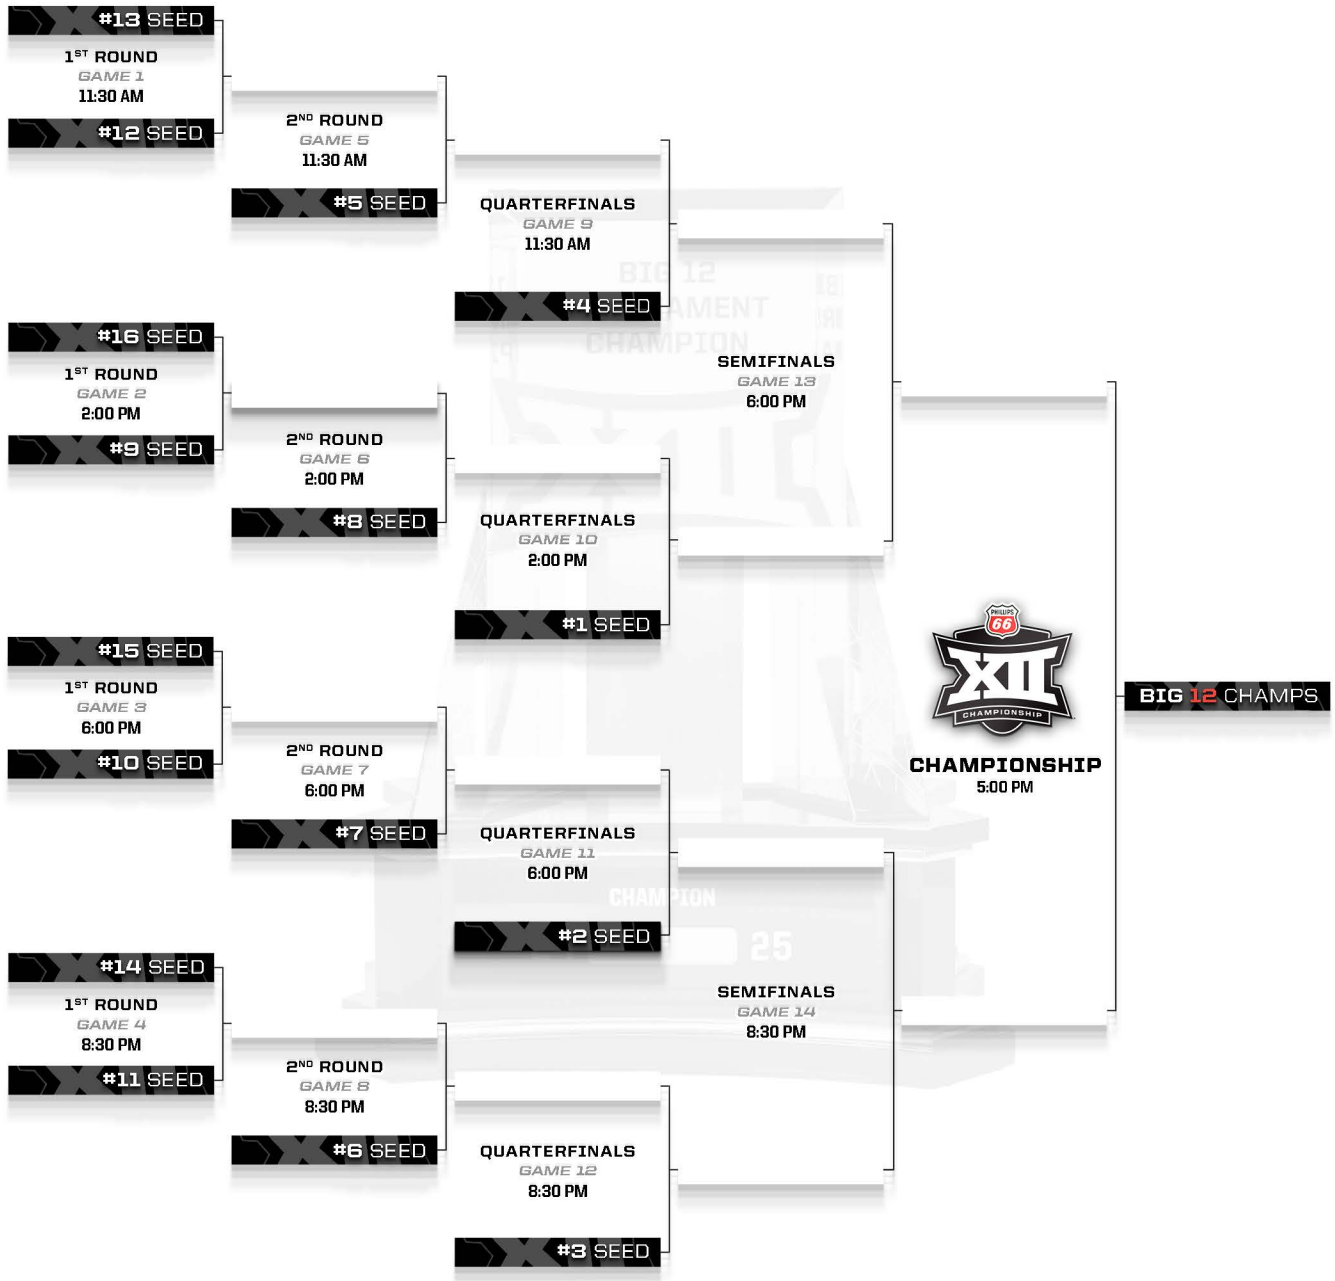 #13 SEED
1ST ROUND
GAME 1
11:30 AM
#12 SEED
2ND ROUND
GAME 5
11:30 AM
#5 SEED
QUARTERFINALS
GAME 9
11:30 AM
#4 SEED
#16 SEED
1ST ROUND
GAME 2
2:00 PM
#9 SEED
2ND ROUND
GAME 6
2:00 PM
#8 SEED
QUARTERFINALS
GAME 10
2:00 PM
#1 SEED
SEMIFINALS
GAME 13
6:00 PM
#15 SEED
1ST ROUND
GAME 3
6:00 PM
#10 SEED
2ND ROUND
GAME 7
6:00 PM
#7 SEED
QUARTERFINALS
GAME 11
6:00 PM
#2 SEED
#14 SEED
1ST ROUND
GAME 4
8:30 PM
#11 SEED
2ND ROUND
GAME 8
8:30 PM
#6 SEED
QUARTERFINALS
GAME 12
8:30 PM
#3 SEED
SEMIFINALS
GAME 14
8:30 PM
PHILLIPS
66
XII
CHAMPIONSHIP
CHAMPIONSHIP
5:00 PM
BIG 12 CHAMPS
BIG 12
CHAMPION
XII
CHAMPION
25